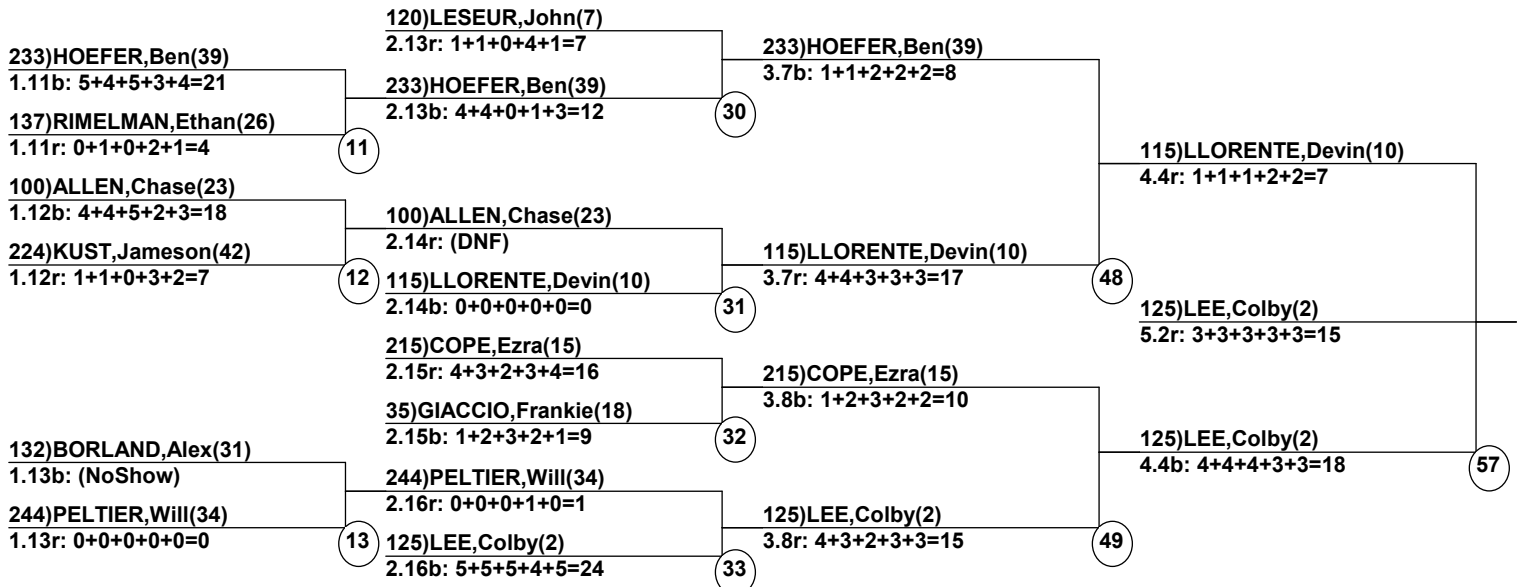 120)LESEUR,John(7)
2.13r: 1+1+0+4+1=7
233)HOEFER,Ben(39)
1.11b: 5+4+5+3+4=21
233)HOEFER,Ben(39)
2.13b: 4+4+0+1+3=12
30
233)HOEFER,Ben(39)
3.7b: 1+1+2+2+2=8
137)RIMELMAN,Ethan(26)
1.11r: 0+1+0+2+1=4
11
100)ALLEN,Chase(23)
1.12b: 4+4+5+2+3=18
100)ALLEN,Chase(23)
2.14r: (DNF)
224)KUST,Jameson(42)
1.12r: 1+1+0+3+2=7
12
115)LLORENTE,Devin(10)
2.14b: 0+0+0+0+0=0
31
115)LLORENTE,Devin(10)
3.7r: 4+4+3+3+3=17
48
115)LLORENTE,Devin(10)
4.4r: 1+1+1+2+2=7
125)LEE,Colby(2)
5.2r: 3+3+3+3+3=15
215)COPE,Ezra(15)
2.15r: 4+3+2+3+4=16
35)GIACCIO,Frankie(18)
2.15b: 1+2+3+2+1=9
32
215)COPE,Ezra(15)
3.8b: 1+2+3+2+2=10
132)BORLAND,Alex(31)
1.13b: (NoShow)
244)PELTIER,Will(34)
1.13r: 0+0+0+0+0=0
13
244)PELTIER,Will(34)
2.16r: 0+0+0+1+0=1
125)LEE,Colby(2)
2.16b: 5+5+5+4+5=24
33
125)LEE,Colby(2)
3.8r: 4+3+2+3+3=15
49
125)LEE,Colby(2)
4.4b: 4+4+4+3+3=18
57